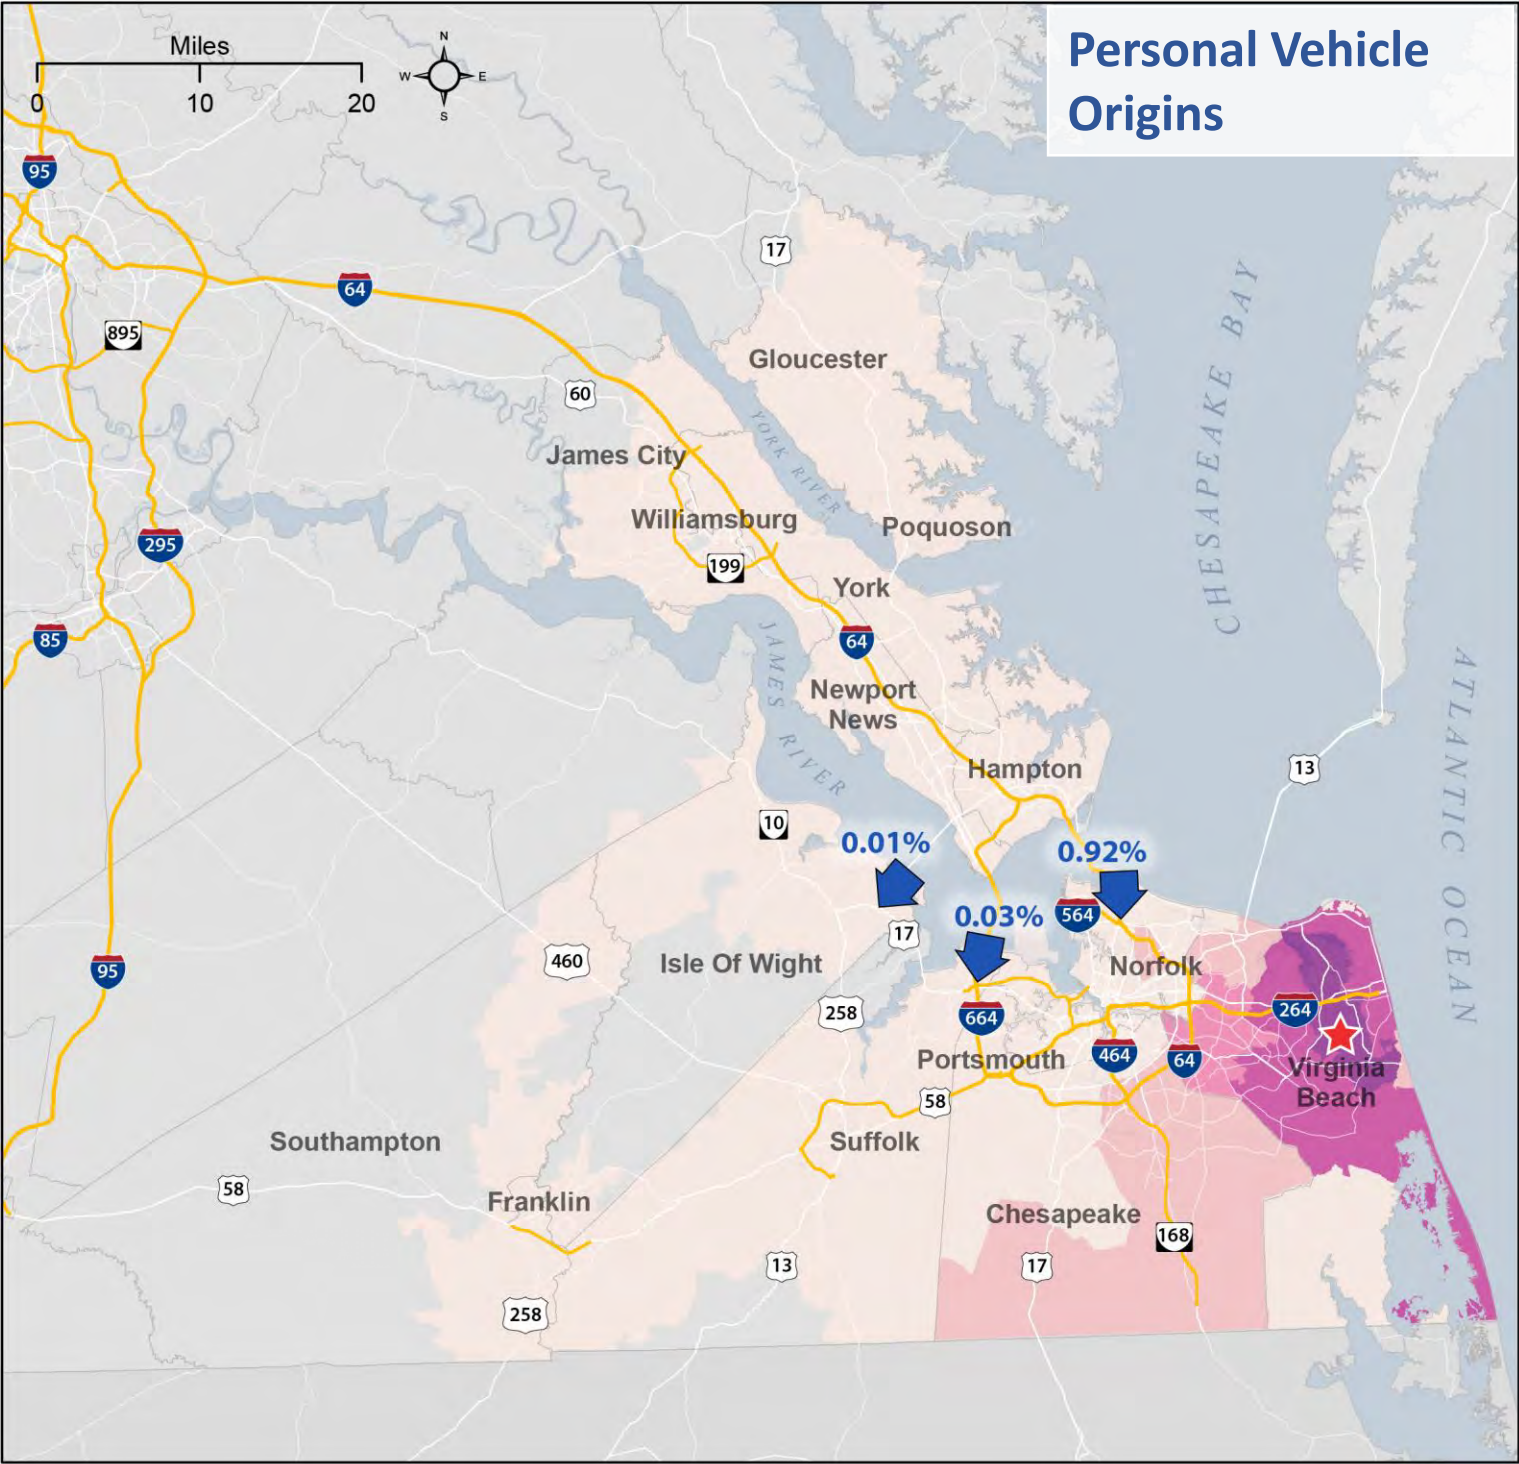 Personal Vehicle
Origins
Miles
0 10 20
N
W E
S
95
17
64
895
Gloucester
60
CHESAPEAKE BAY
YORK RIVER
James City
Williamsburg
Poquoson
295
199
York
85
64
JAMES RIVER
Newport
News
ATLANTIC OCEAN
Hampton
13
10
0.01%
0.92%
0.03%
564
17
460
Isle Of Wight
Norfolk
95
258
664
264
Portsmouth
464
64
Virginia
Beach
58
Southampton
Suffolk
58
Franklin
Chesapeake
168
13
17
258